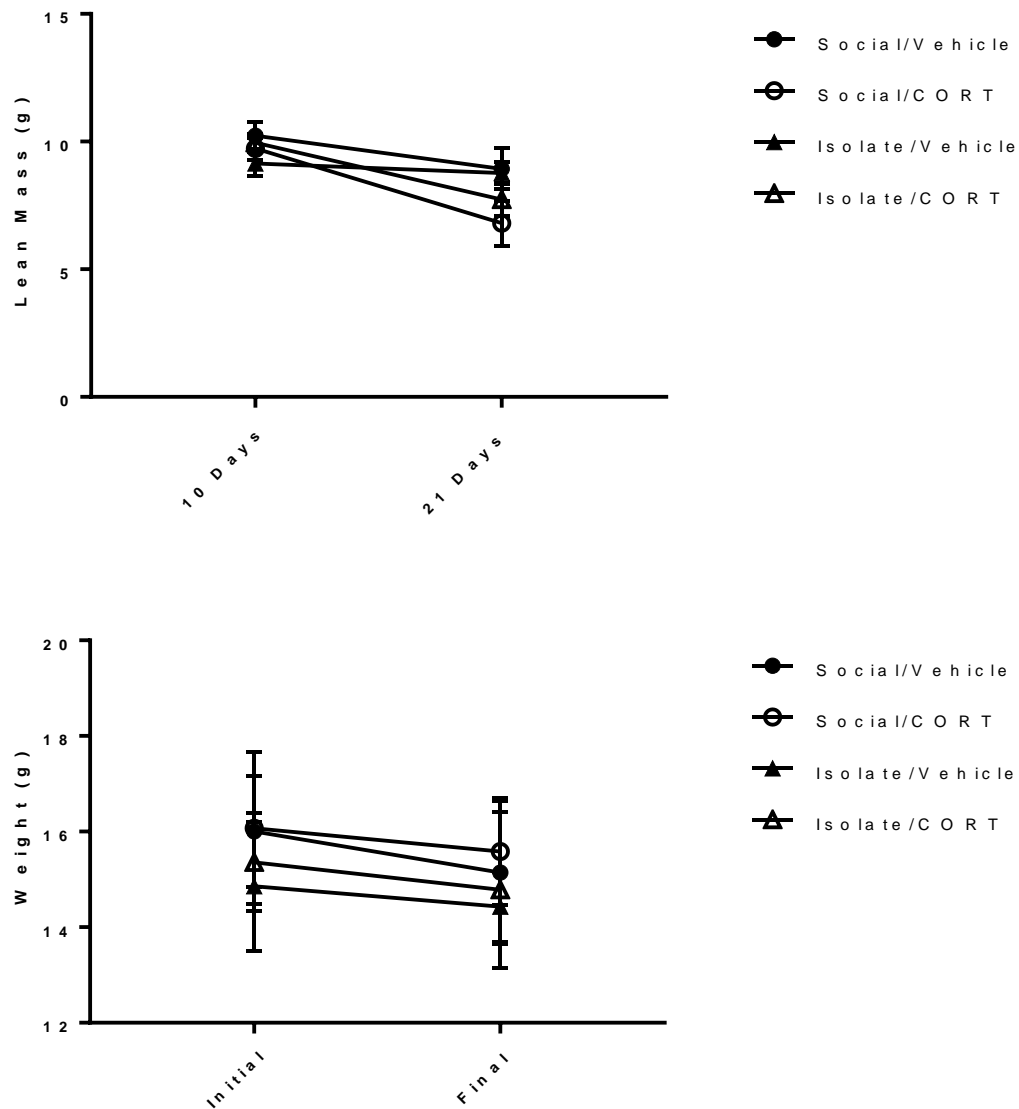 15
10
5
0
Lean Mass (g)
10 Days
21 Days
Social/Vehicle
Social/CORT
Isolate/Vehicle
Isolate/CORT
20
18
16
14
12
Weight (g)
Initial
Final
Social/Vehicle
Social/CORT
Isolate/Vehicle
Isolate/CORT